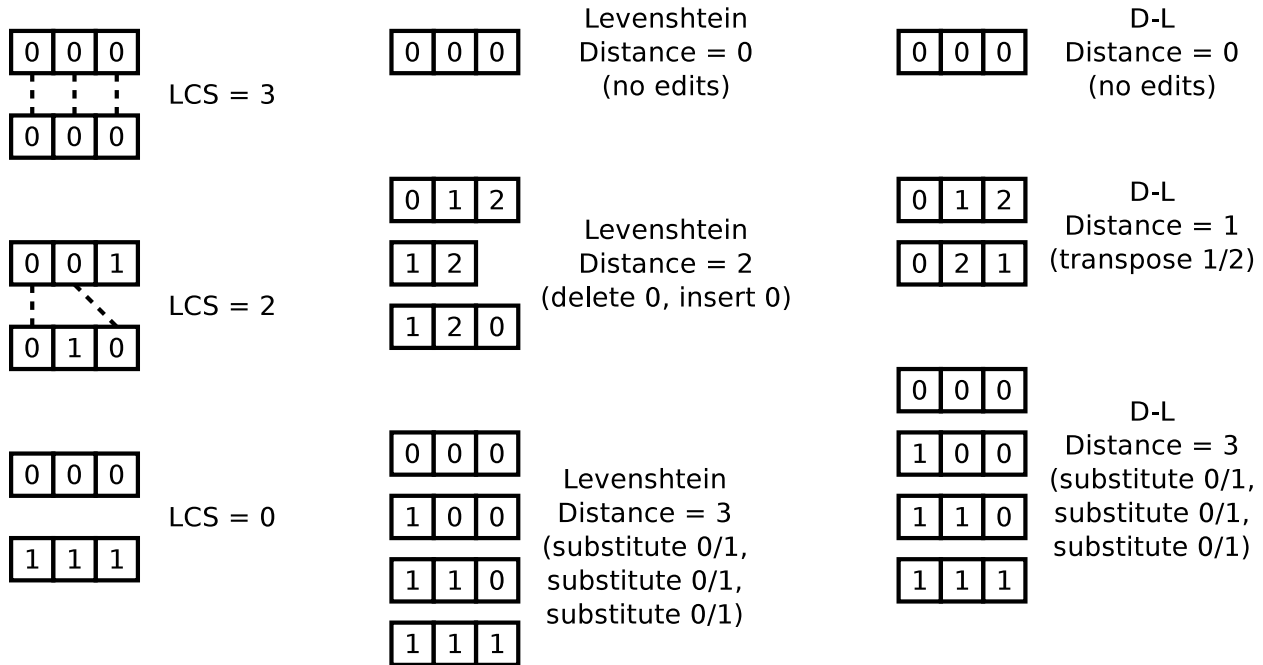 0 0 0
LCS = 3
0 0 0
0 0 1
LCS = 2
0 1 0
0 0 0
LCS = 0
1 1 1
0 0 0
Levenshtein
Distance = 0
(no edits)
0 1 2
1 2
1 2 0
Levenshtein
Distance = 2
(delete 0, insert 0)
0 0 0
1 0 0
1 1 0
1 1 1
Levenshtein
Distance = 3
(substitute 0/1,
substitute 0/1,
substitute 0/1)
0 0 0
D-L
Distance = 0
(no edits)
0 1 2
0 2 1
D-L
Distance = 1
(transpose 1/2)
0 0 0
1 0 0
1 1 0
1 1 1
D-L
Distance = 3
(substitute 0/1,
substitute 0/1,
substitute 0/1)